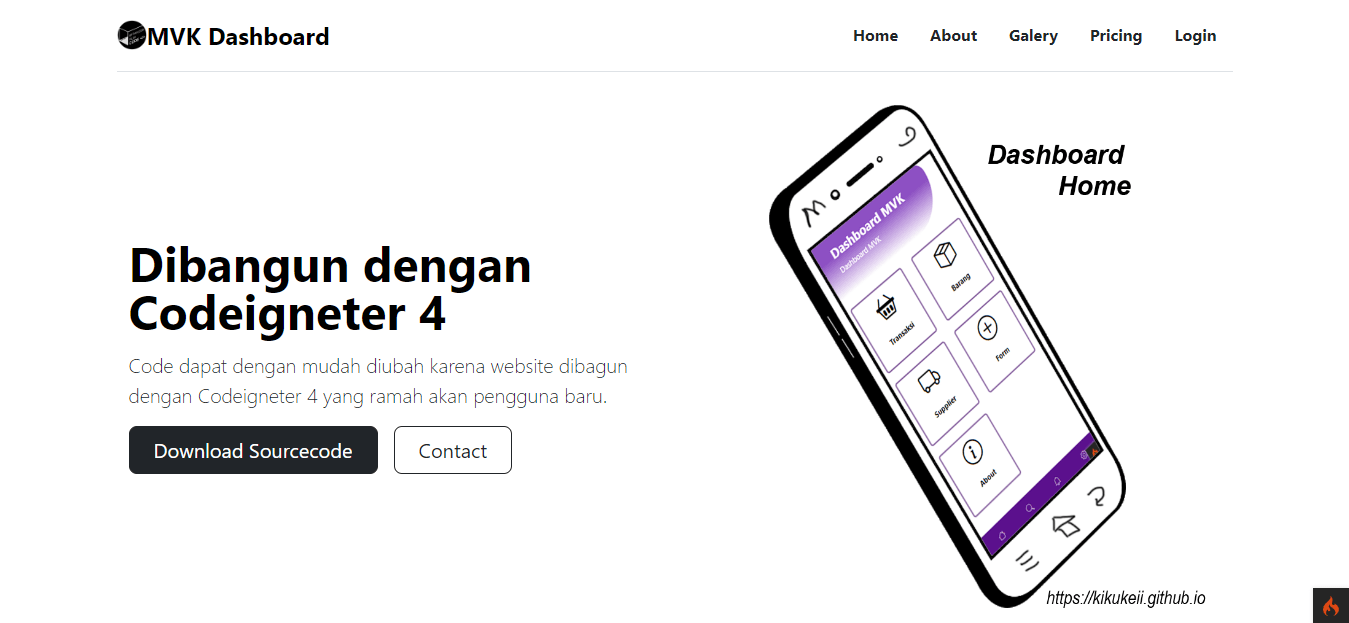 MVK Dashboard
Home About Galery Pricing Login
Dibangun dengan
Codeigneter 4
Code dapat dengan mudah diubah karena website dibagun
dengan Codeigneter 4 yang ramah akan pengguna baru.
Download Sourcecode Contact
Dashboard
Home
Dashboard MVK
Dashboard MVK
Barang
Transaksi
Form
Supplier
About
https://kikukeii.github.io